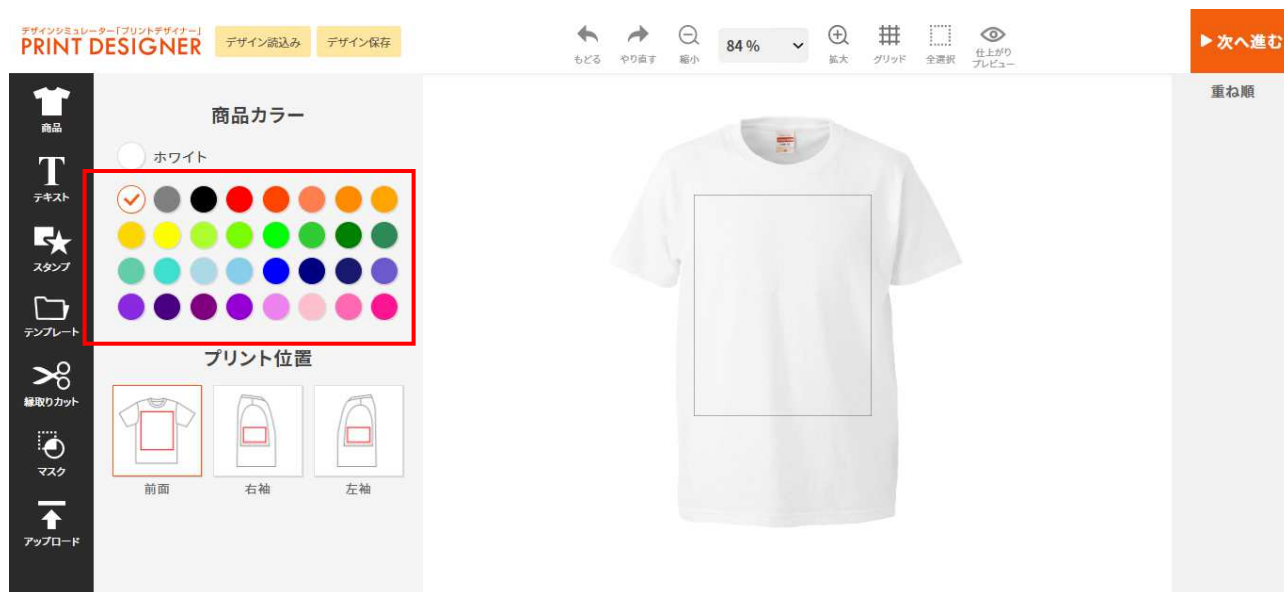 デザインシミュレーター「プリントデザイナー」
PRINT DESIGNER
デザイン読込み
デザイン保存
もどる
やり直す
縮小
84 %
拡大
グリッド
全選択
仕上がり
プレビュー
▶次へ進む
商品
テキスト
スタンプ
テンプレート
縁取りカット
マスク
アップロード
商品カラー
ホワイト
プリント位置
前面
右袖
左袖
重ね順